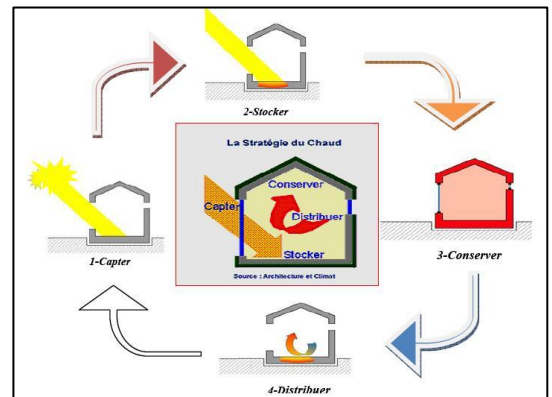 2-Stocker
La Stratégie du Chaud
Conserver
Capter
Distribuer
Stocker
Source : Architecture et Climat
1-Capter
3-Conserver
4-Distribuer